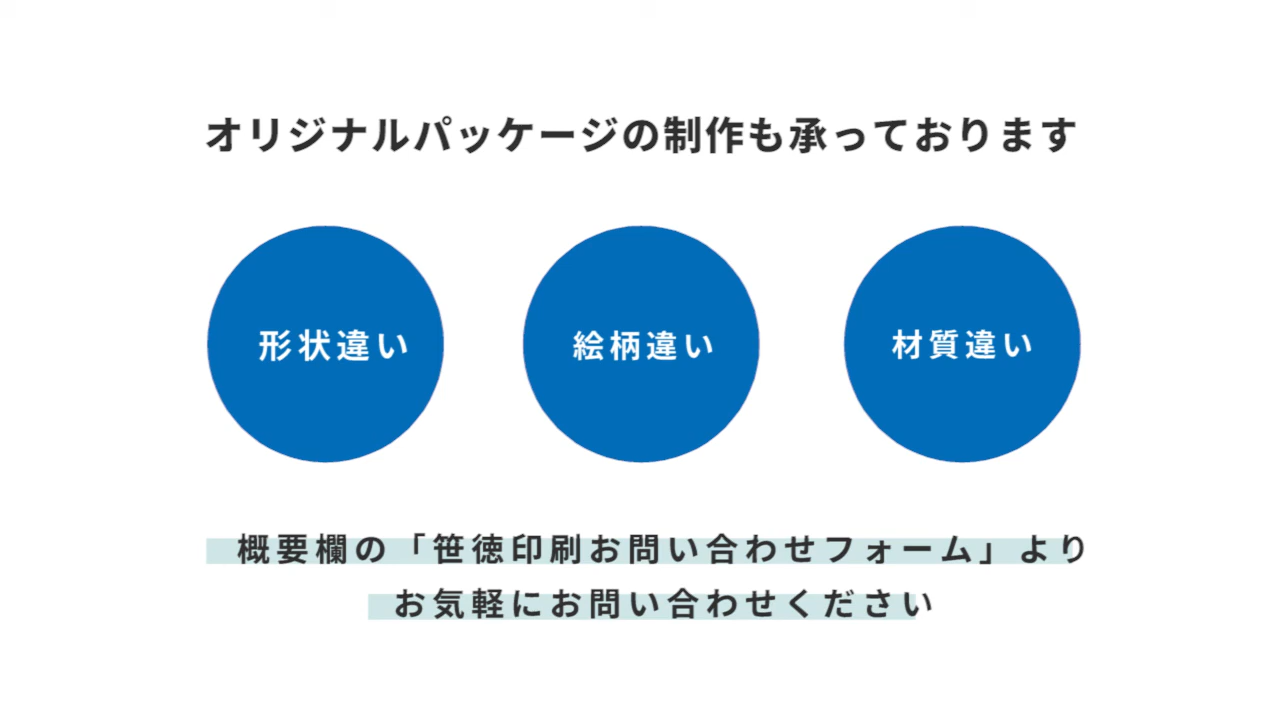 オリジナルパッケージの制作も承っております
形状違い
絵柄違い
材質違い
概要欄の「笹徳印刷お問い合わせフォーム」より
お気軽にお問い合わせください